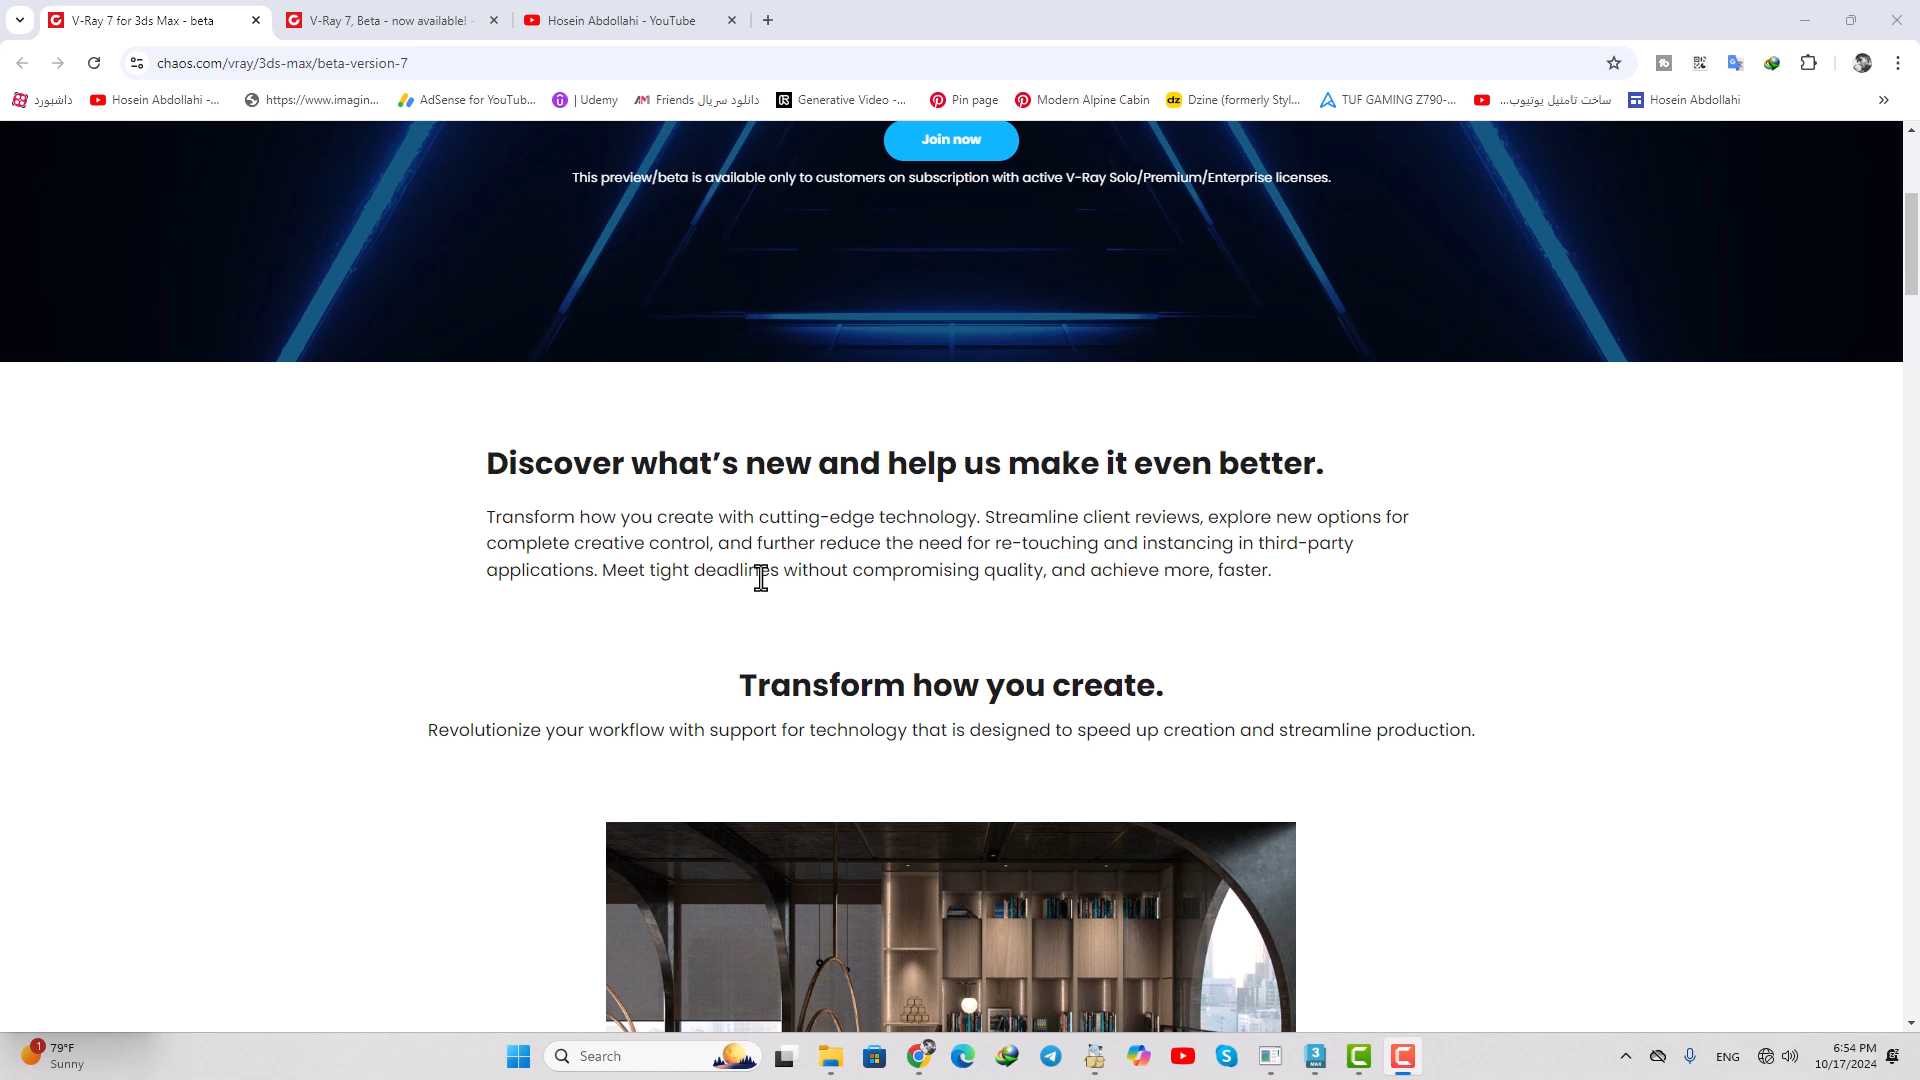 V-Ray 7 for 3ds Max - beta
V-Ray 7, Beta - now available! -
Hosein Abdollahi - YouTube
chaos.com/vray/3ds-max/beta-version-7
داشبورد
Hosein Abdollahi -...
https://www.imagin...
AdSense for YouTub...
| Udemy
دانلود سریال Friends
Generative Video -...
Pin page
Modern Alpine Cabin
Dzine (formerly Styl...
TUF GAMING Z790-...
ساخت تامنیل یوتیوب...
Hosein Abdollahi
Join now
This preview/beta is available only to customers on subscription with active V-Ray Solo/Premium/Enterprise licenses.
Discover what's new and help us make it even better.
Transform how you create with cutting-edge technology. Streamline client reviews, explore new options for
complete creative control, and further reduce the need for re-touching and instancing in third-party
applications. Meet tight deadlines without compromising quality, and achieve more, faster.
Transform how you create.
Revolutionize your workflow with support for technology that is designed to speed up creation and streamline production.
1
79°F
Sunny
Search
3
MAX
ENG
6:54 PM
10/17/2024